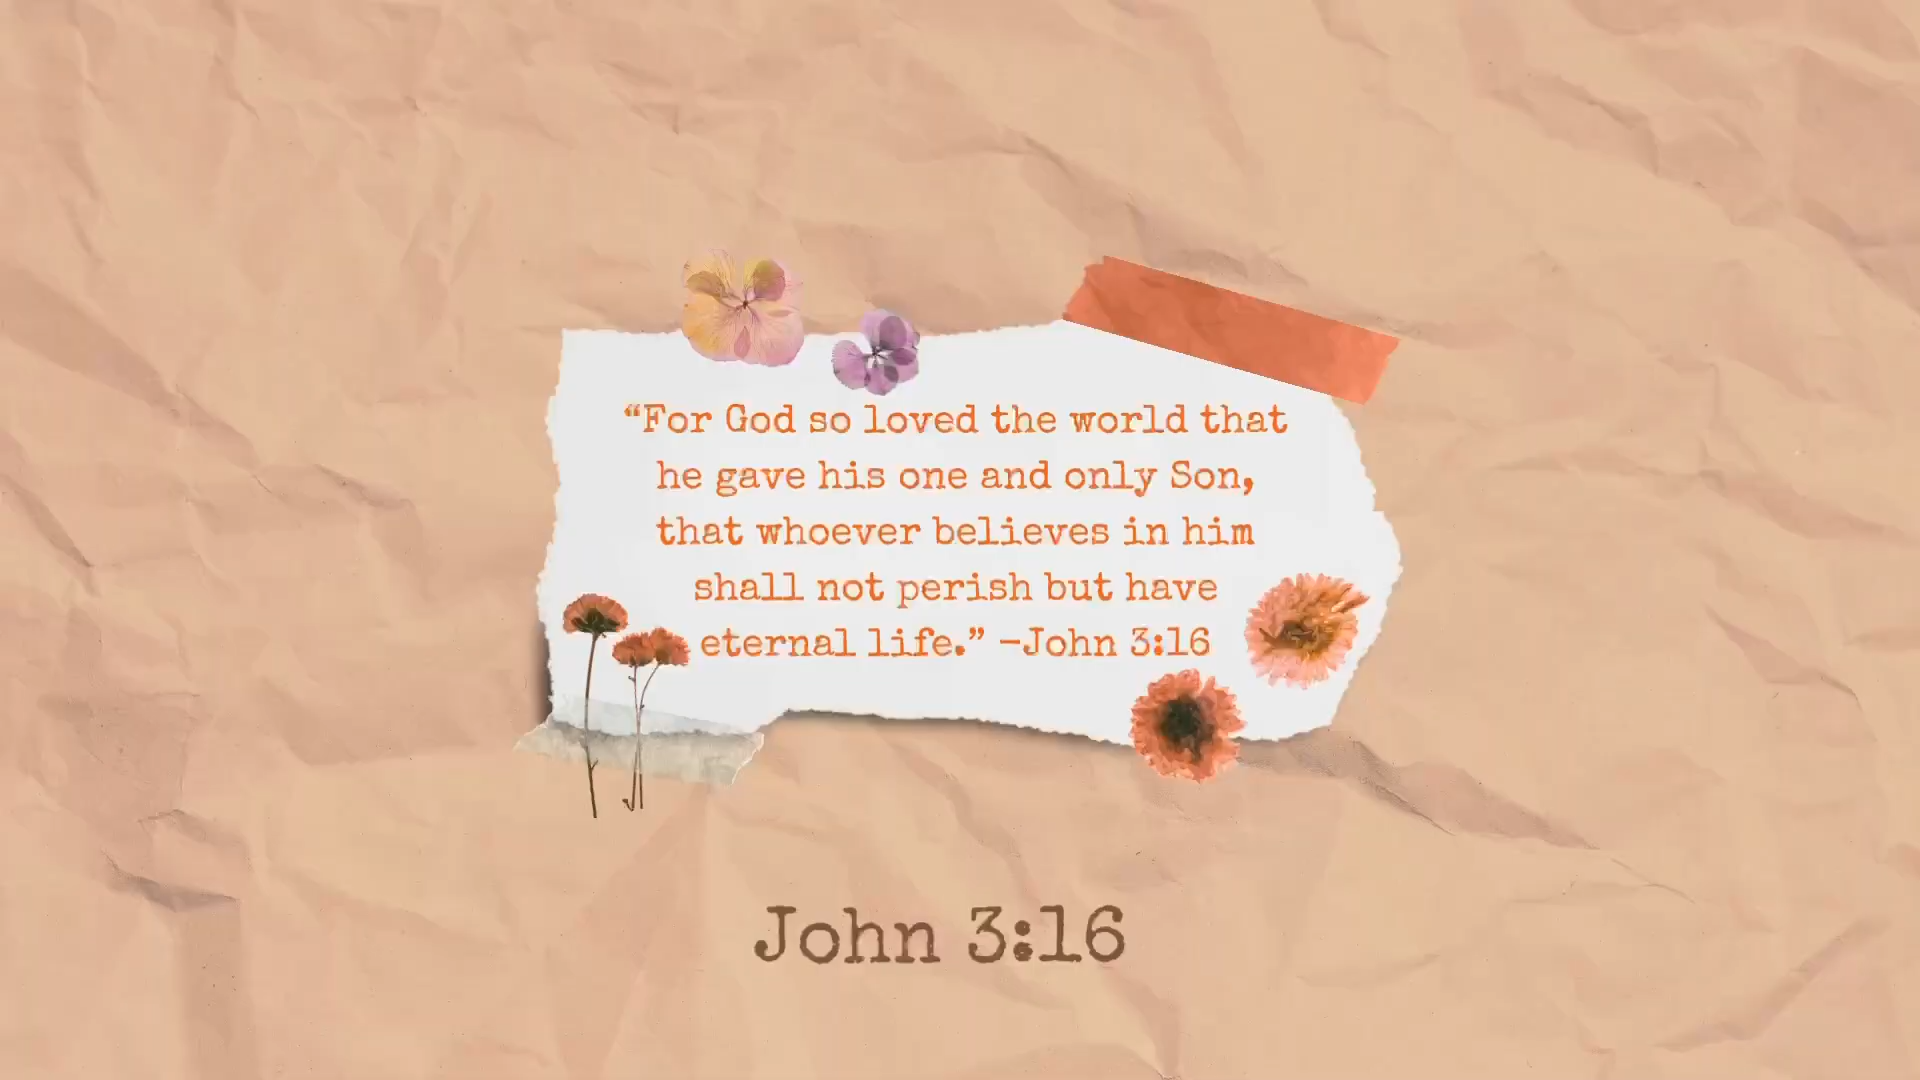 “For God so loved the world that
he gave his one and only Son,
that whoever believes in him
shall not perish but have
eternal life.” -John 3:16
John 3:16